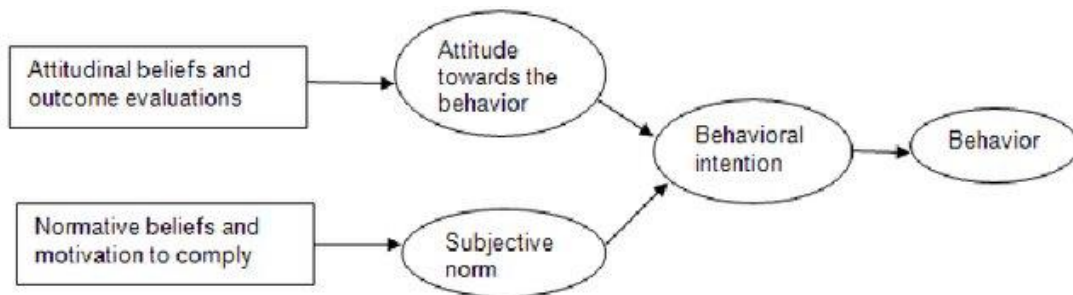 Attitudinal beliefs and
outcome evaluations
Attitude
towards the
behavior
Behavioral
intention
Behavior
Normative beliefs and
motivation to comply
Subjective
norm